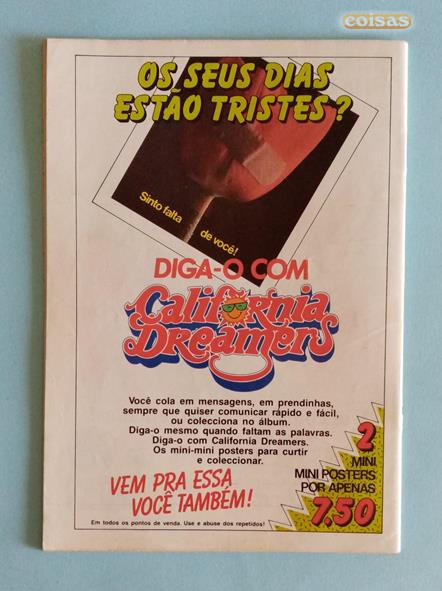 coisas
OS SEUS DIAS
ESTÃO TRISTES?
Sinto falta
de você!
DIGA-O COM
California
Dreamers
Você cola em mensagens, em prendinhas,
sempre que quiser comunicar rápido e fácil,
ou colecciona no álbum.
Diga-o mesmo quando faltam as palavras.
Diga-o com California Dreamers.
Os mini-mini posters para curtir
e coleccionar.
VEM PRA ESSA
VOCÊ TAMBÉM!
2
MINI
MINI POSTERS
POR APENAS
7,50
Em todos os pontos de venda. Use e abuse dos repetidos!